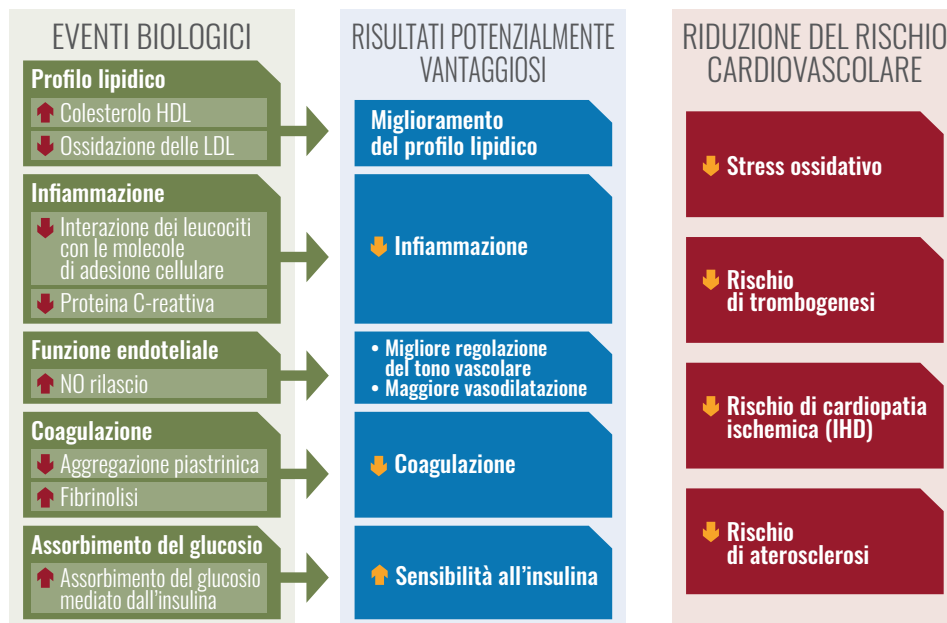 EVENTI BIOLOGICI
Profilo lipidico
Colesterolo HDL
Ossidazione delle LDL
Infiammazione
Interazione dei leucociti
con le molecole
di adesione cellulare
Proteina C-reattiva
Funzione endoteliale
NO rilascio
Coagulazione
Aggregazione piastrinica
Fibrinolisi
Assorbimento del glucosio
Assorbimento del glucosio
mediato dall'insulina
RISULTATI POTENZIALMENTE
VANTAGGIOSI
Miglioramento
del profilo lipidico
Infiammazione
• Migliore regolazione
del tono vascolare
• Maggiore vasodilatazione
Coagulazione
Sensibilità all'insulina
RIDUZIONE DEL RISCHIO
CARDIOVASCOLARE
Stress ossidativo
Rischio
di trombogenesi
Rischio di cardiopatia
ischemica (IHD)
Rischio
di aterosclerosi